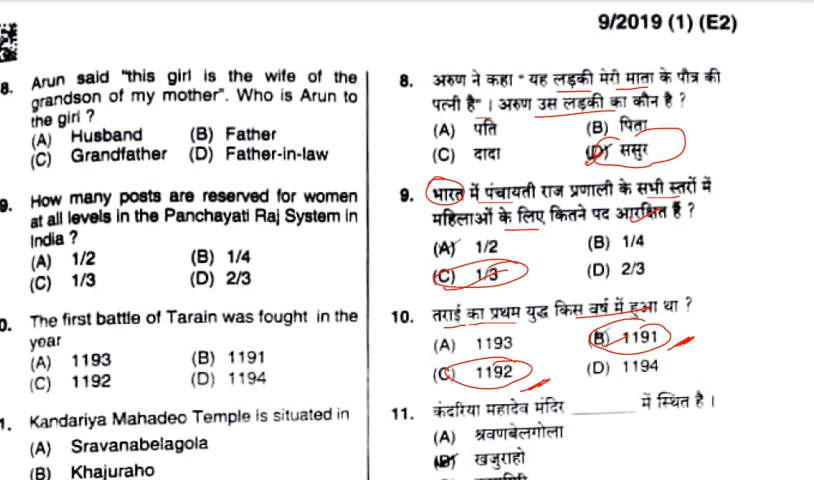 9/2019 (1) (E2)
8. Arun said "this girl is the wife of the
grandson of my mother". Who is Arun to
the girl ?
(A) Husband (B) Father
(C) Grandfather (D) Father-in-law
9. How many posts are reserved for women
at all levels in the Panchayati Raj System in
India ?
(A) 1/2 (B) 1/4
(C) 1/3 (D) 2/3
0. The first battle of Tarain was fought in the
year
(A) 1193 (B) 1191
(C) 1192 (D) 1194
1. Kandariya Mahadeo Temple is situated in
(A) Sravanabelagola
(B) Khajuraho
8. अरुण ने कहा " यह लड़की मेरी माता के पौत्र की
पत्नी है" । अरुण उस लड़की का कौन है ?
(A) पति (B) पिता
(C) दादा (D) ससुर
9. भारत में पंचायती राज प्रणाली के सभी स्तरों में
महिलाओं के लिए कितने पद आरक्षित हैं ?
(A) 1/2 (B) 1/4
(C) 1/3 (D) 2/3
10. तराई का प्रथम युद्ध किस वर्ष में हुआ था ?
(A) 1193 (B) 1191
(C) 1192 (D) 1194
11. कंदरिया महादेव मंदिर ______ में स्थित है ।
(A) श्रवणबेलगोला
(B) खजुराहो